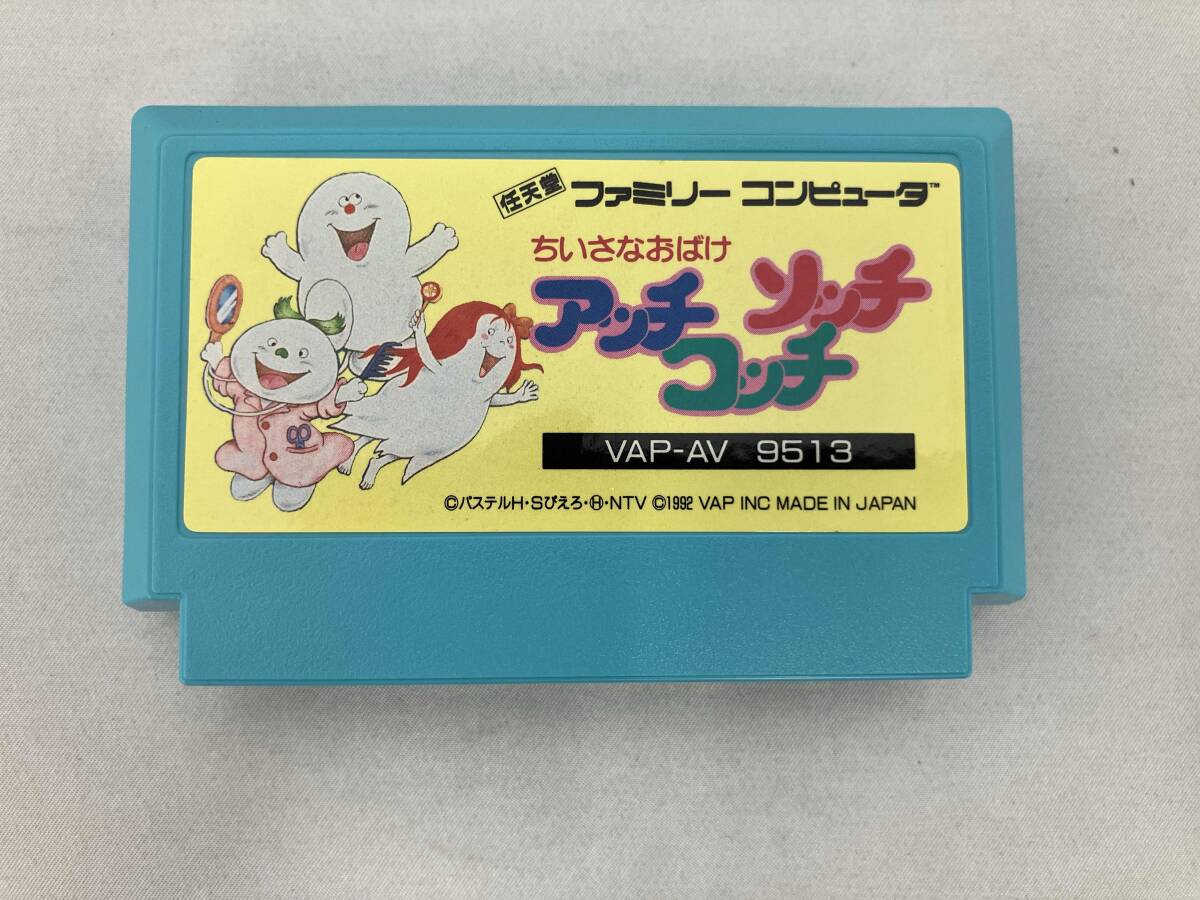 任天堂 ファミリー コンピュータ™
ちいさなおばけ
アッチ ソッチ
コッチ
VAP-AV 9513
©パステルH・Sぴえろ・Ⓗ・NTV ©1992 VAP INC MADE IN JAPAN